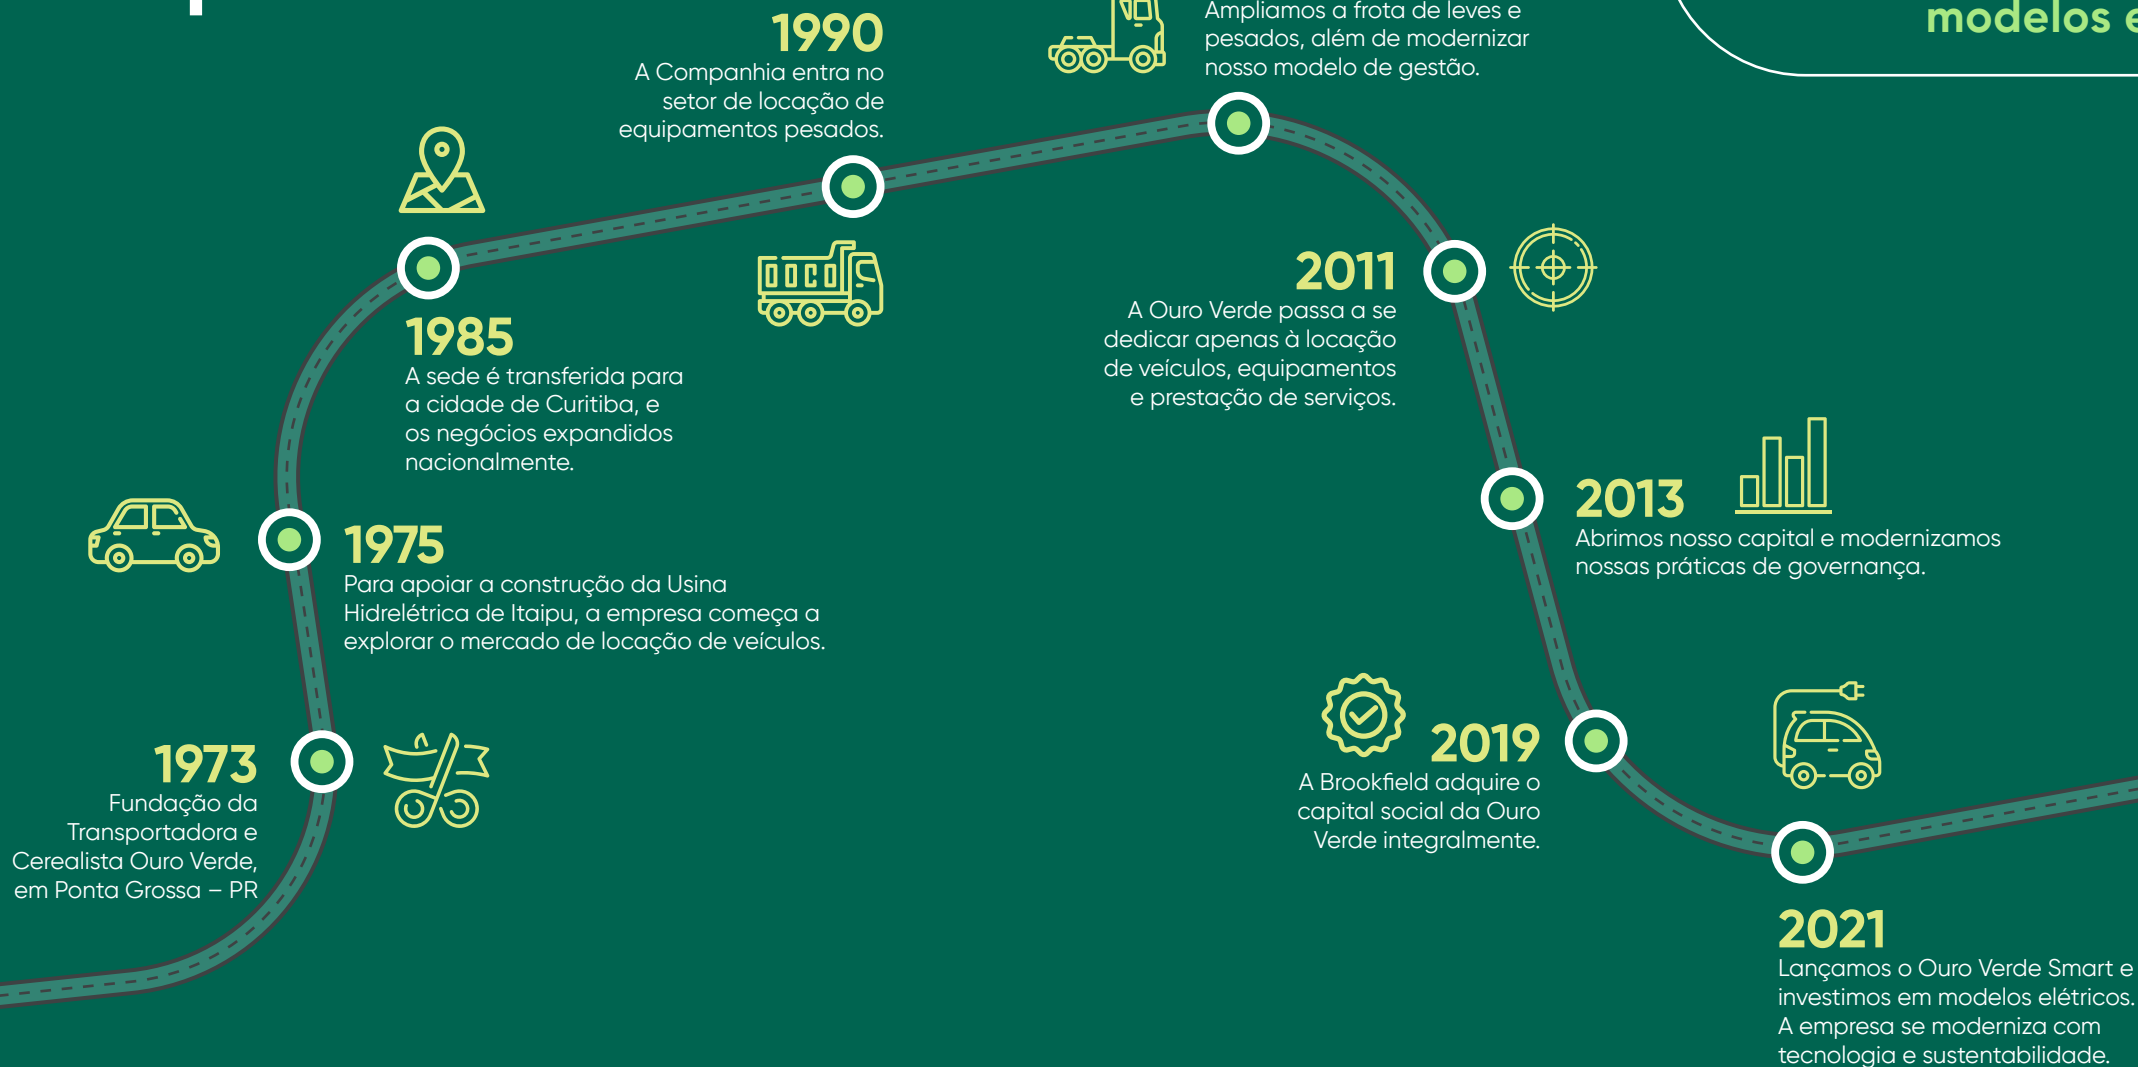 modelos e
1973
Fundação da
Transportadora e
Cerealista Ouro Verde,
em Ponta Grossa – PR
1975
Para apoiar a construção da Usina
Hidrelétrica de Itaipu, a empresa começa a
explorar o mercado de locação de veículos.
1985
A sede é transferida para
a cidade de Curitiba, e
os negócios expandidos
nacionalmente.
1990
A Companhia entra no
setor de locação de
equipamentos pesados.
Ampliamos a frota de leves e
pesados, além de modernizar
nosso modelo de gestão.
2011
A Ouro Verde passa a se
dedicar apenas à locação
de veículos, equipamentos
e prestação de serviços.
2013
Abrimos nosso capital e modernizamos
nossas práticas de governança.
2019
A Brookfield adquire o
capital social da Ouro
Verde integralmente.
2021
Lançamos o Ouro Verde Smart e
investimos em modelos elétricos.
A empresa se moderniza com
tecnologia e sustentabilidade.